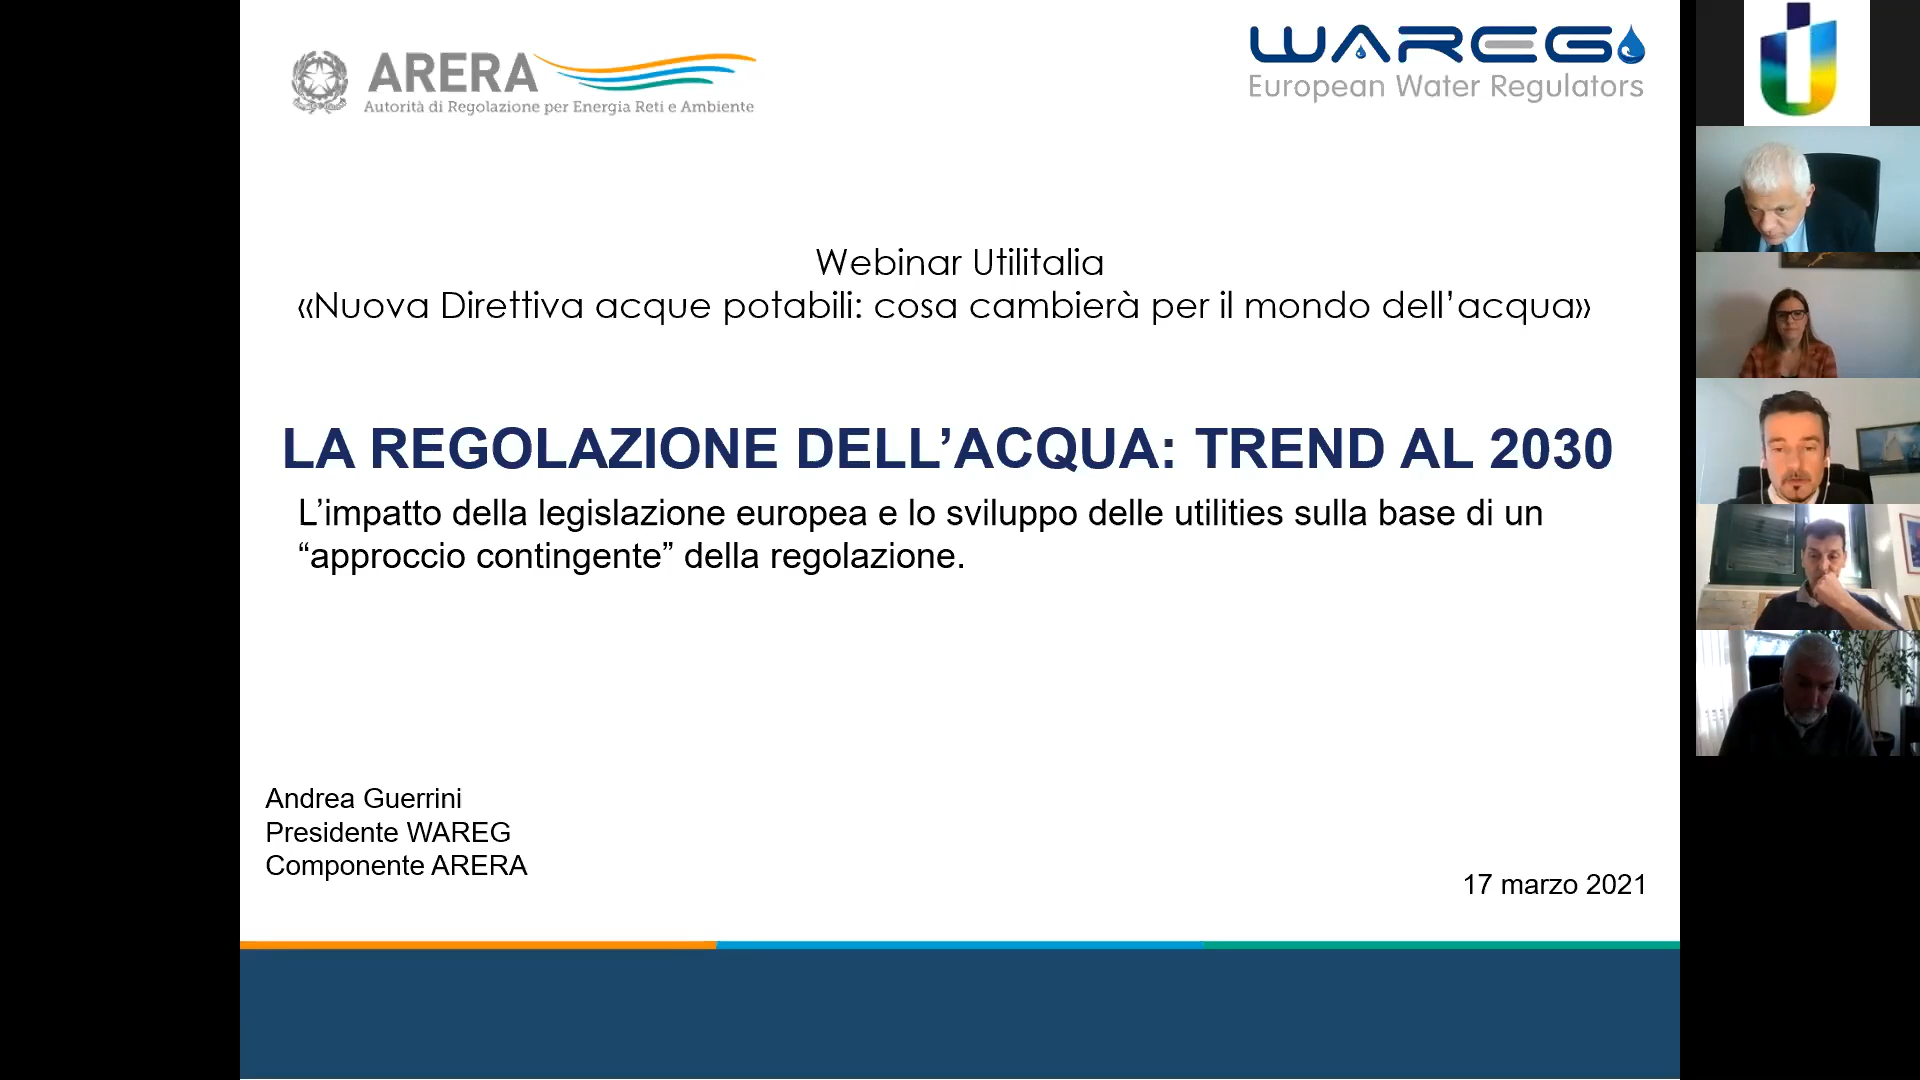 ARERA
Autorità di Regolazione per Energia Reti e Ambiente
WAREG
European Water Regulators
Webinar Utilitalia
«Nuova Direttiva acque potabili: cosa cambierà per il mondo dell’acqua»
LA REGOLAZIONE DELL’ACQUA: TREND AL 2030
L’impatto della legislazione europea e lo sviluppo delle utilities sulla base di un
“approccio contingente” della regolazione.
Andrea Guerrini
Presidente WAREG
Componente ARERA
17 marzo 2021